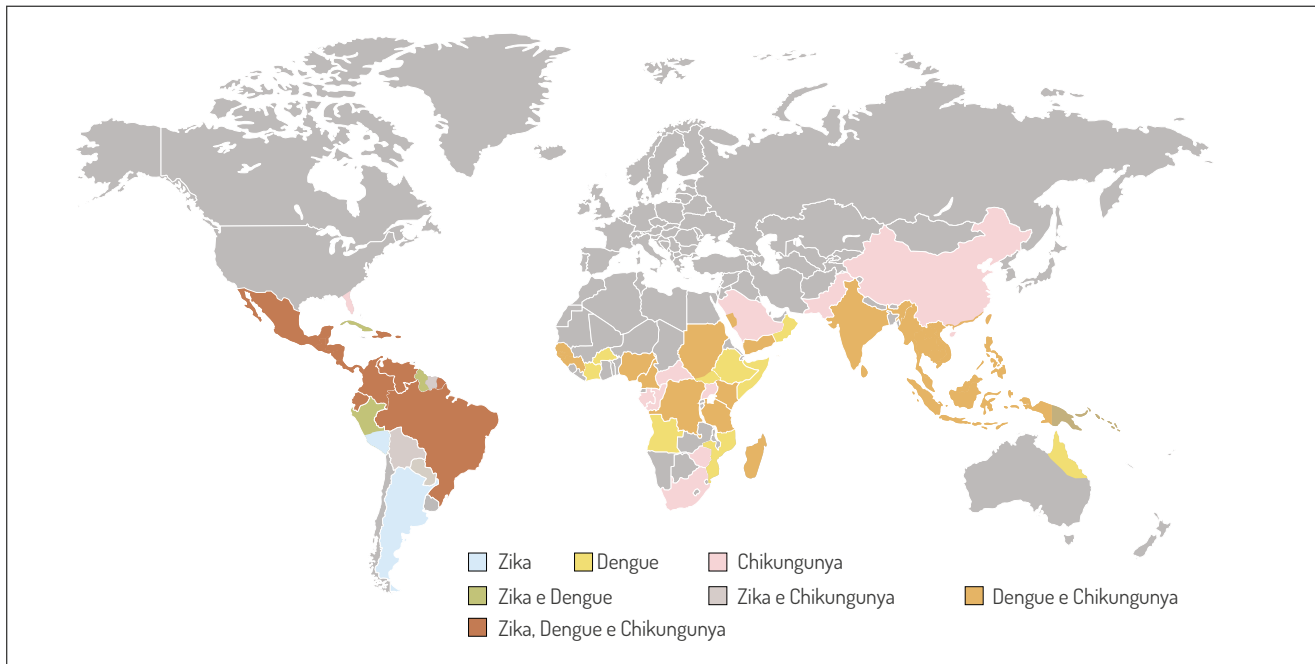 Zika
Dengue
Chikungunya
Zika e Dengue
Zika e Chikungunya
Dengue e Chikungunya
Zika, Dengue e Chikungunya